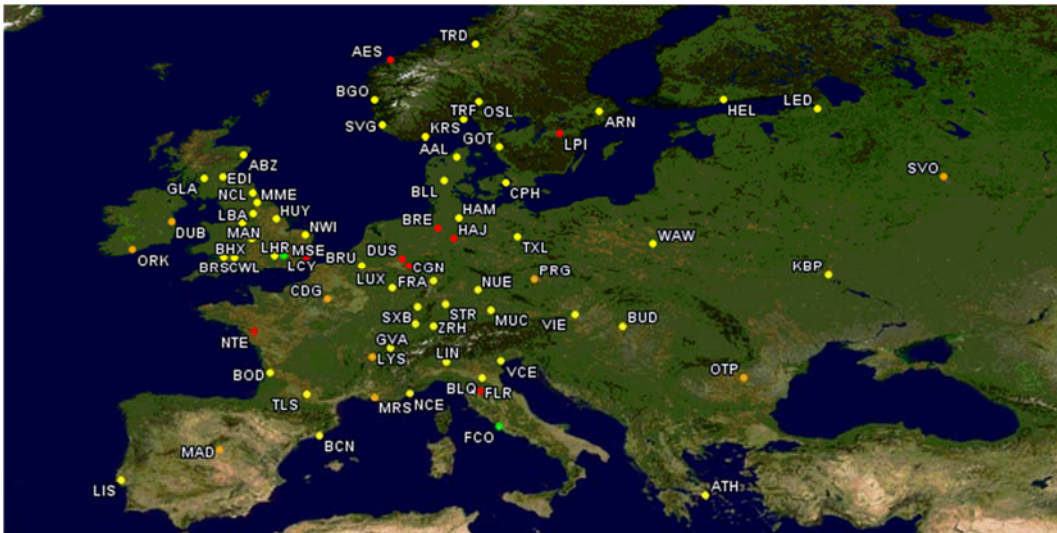 TRD
AES
BGO
TRF OSL
SVG
KRS
ARN
HEL
LED
GOT
AAL
LPI
ABZ
SVO
GLA
EDI
NCL
MME
BLL
CPH
LBA
HUY
HAM
BRE
DUB
MAN
NWI
HAJ
ORK
BHX
LHR
MSE
DUS
TXL
WAW
BRS
CWL
LCY
BRU
CGN
KBP
LUX
FRA
PRG
CDG
NUE
SXB
STR
MUC
VIE
BUD
NTE
ZRH
GVA
LYS
LIN
OTP
BOD
VCE
TLS
MRS
NCE
BLQ
FLR
FCO
BCN
MAD
LIS
ATH